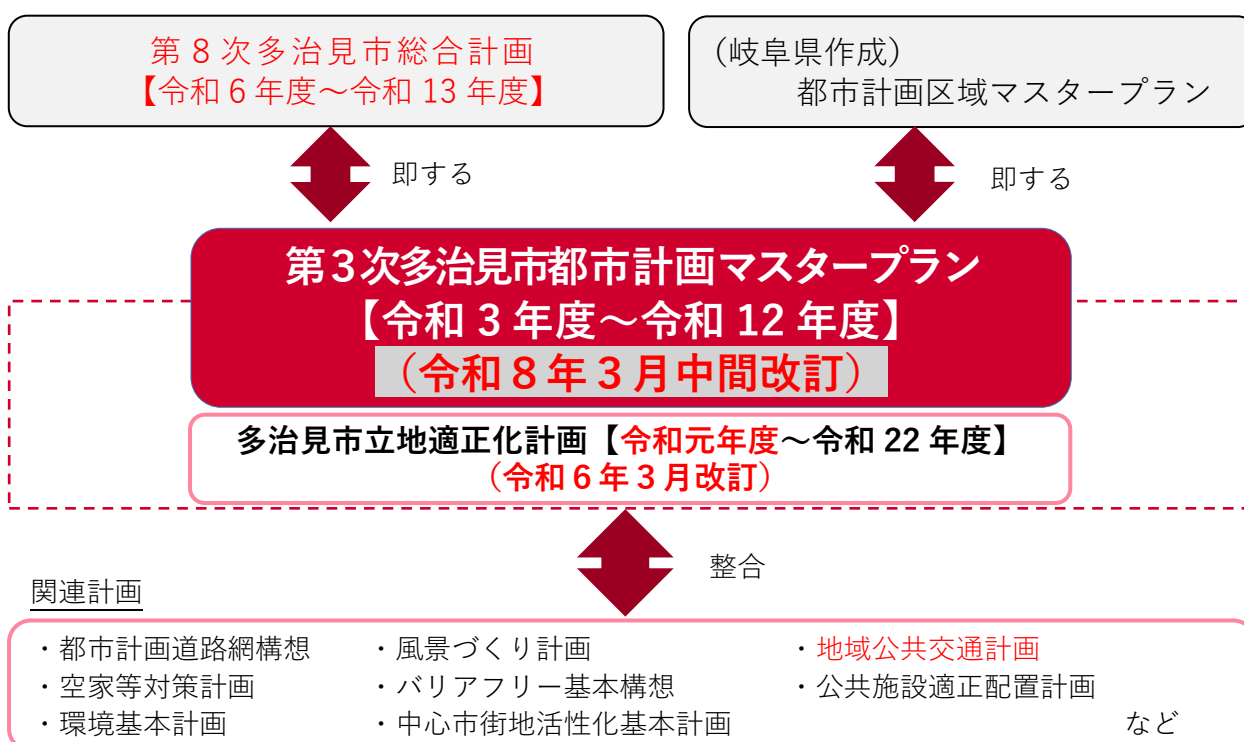 第８次多治見市総合計画
【令和６年度～令和 13 年度】
（岐阜県作成）
都市計画区域マスタープラン
即する
即する
第３次多治見市都市計画マスタープラン
【令和 3 年度～令和 12 年度】
（令和８年３月中間改訂）
多治見市立地適正化計画【令和元年度～令和 22 年度】
（令和６年３月改訂）
整合
関連計画
・都市計画道路網構想 ・風景づくり計画 ・地域公共交通計画
・空家等対策計画 ・バリアフリー基本構想 ・公共施設適正配置計画
・環境基本計画 ・中心市街地活性化基本計画 など